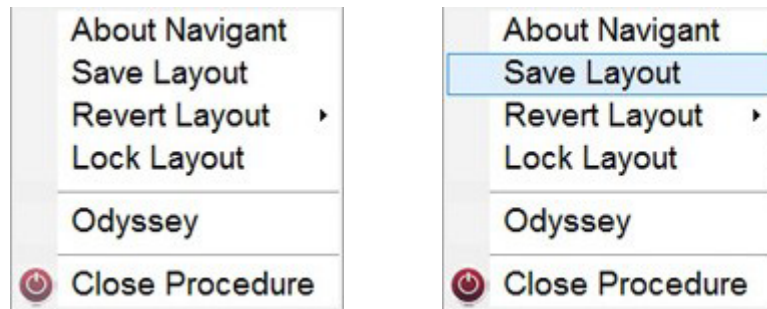 About Navigant
Save Layout
Revert Layout
Lock Layout
Odyssey
Close Procedure
About Navigant
Save Layout
Revert Layout
Lock Layout
Odyssey
Close Procedure